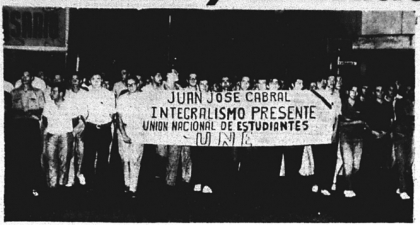 JUAN JOSE CABRAL
INTEGRALISMO PRESENTE
UNION NACIONAL DE ESTUDIANTES
UNE